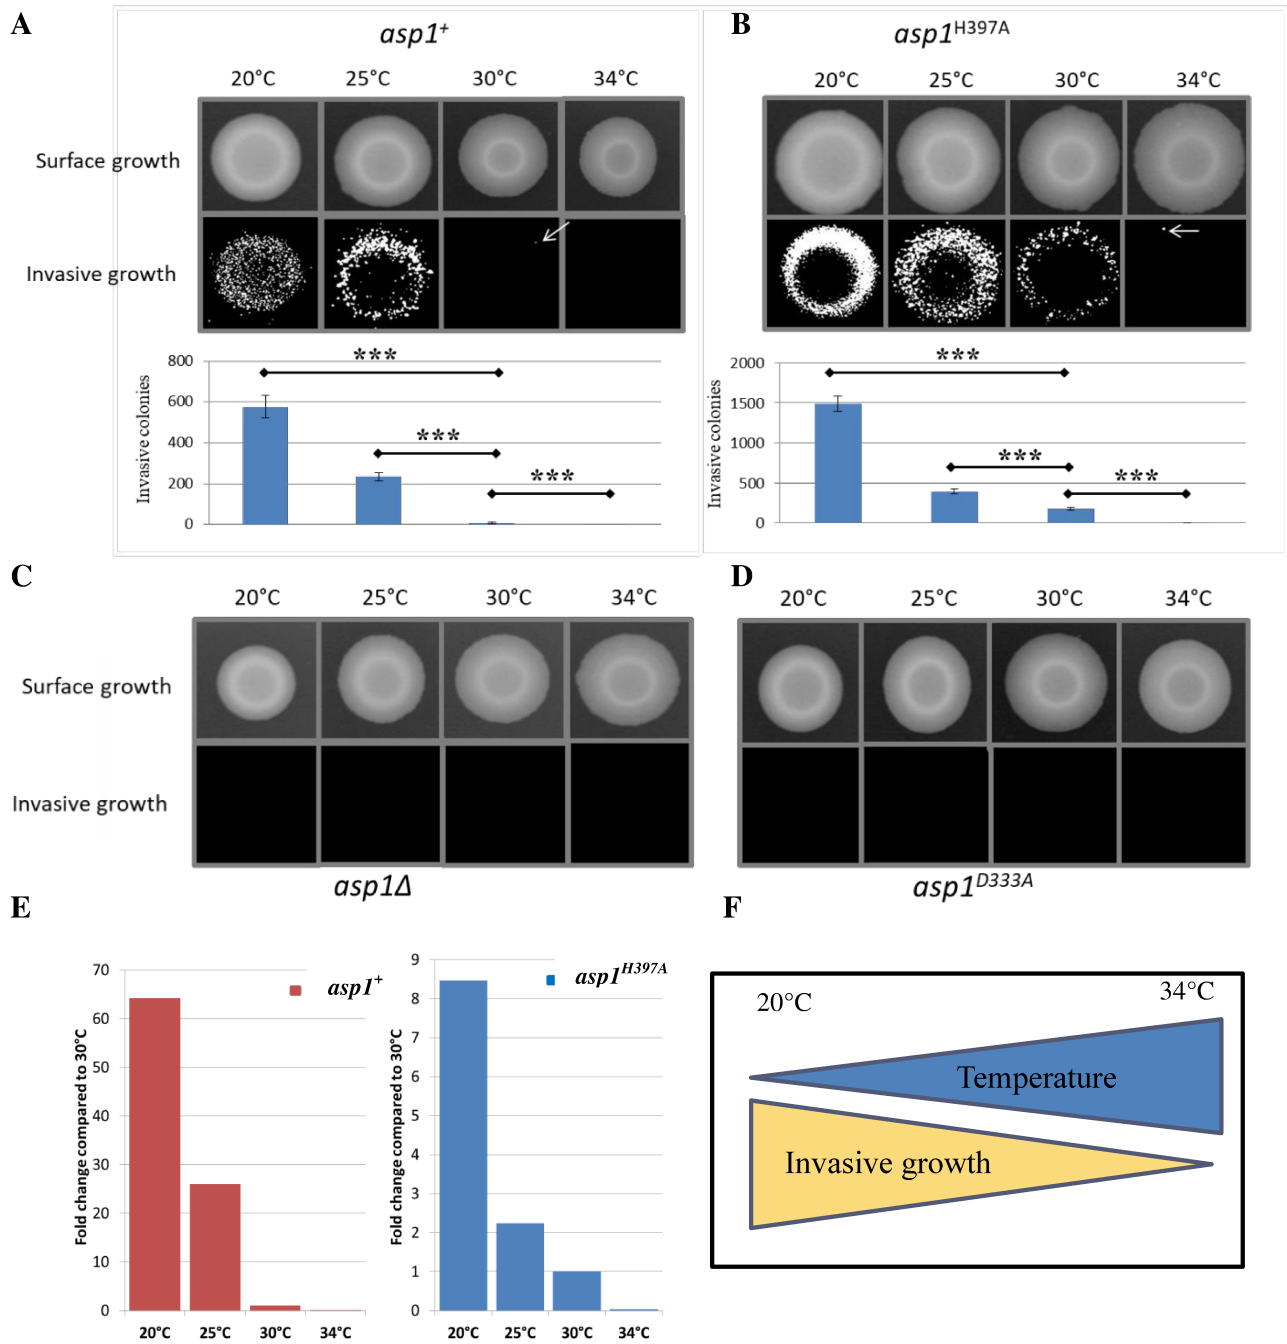 A
asp1+
20°C 25°C 30°C 34°C
Surface growth
Invasive growth
Invasive colonies
800
600
400
200
0
***
***
***
B
asp1H397A
20°C 25°C 30°C 34°C
Invasive colonies
2000
1500
1000
500
0
***
***
***
C
20°C 25°C 30°C 34°C
Surface growth
Invasive growth
asp1Δ
D
20°C 25°C 30°C 34°C
asp1D333A
E
Fold change compared to 30°C
70
60
50
40
30
20
10
0
asp1+
20°C 25°C 30°C 34°C
Fold change compared to 30°C
9
8
7
6
5
4
3
2
1
0
asp1H397A
20°C 25°C 30°C 34°C
F
20°C 34°C
Temperature
Invasive growth